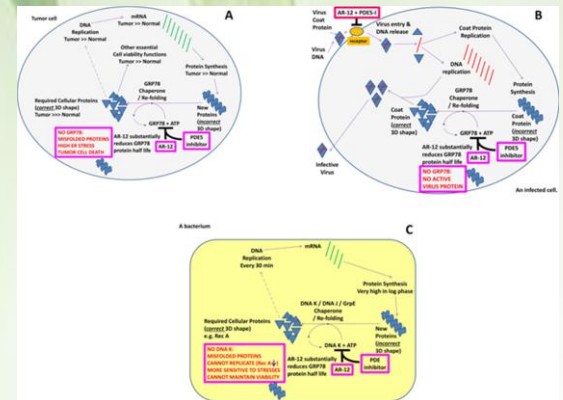 Tumor cell
A
mRNA
Tumor >> Normal
DNA
Replication
Tumor >> Normal
Other essential
Cell viability functions
Tumor >> Normal
Protein Synthesis
Tumor >> Normal
GRP78
Chaperone
/ Re-folding
Required Cellular Proteins
(correct 3D shape)
Tumor >>> Normal
New
Proteins
(Uncorrect
3D shape)
GRP78 + ATP
NO GRP78:
MISFOLDED PROTEINS
HIGH ER STRESS
TUMOR CELL DEATH
AR-12 substantially
reduces GRP78
protein half life
AR-12
PDE5
inhibitor
B
Virus
Coat
Protein
AR-12 + PDE5-I
receptor
Virus entry &
DNA release
Virus
DNA
Coat Protein
Replication
DNA
replication
Protein
Synthesis
GRP78
Chaperone
/ Re-folding
Coat
Protein
(correct
3D shape)
Coat
Protein
(Uncorrect
3D shape)
GRP78 + ATP
AR-12 substantially
reduces GRP78
protein half life
AR-12
PDE5
inhibitor
Infective
Virus
NO GRP78:
NO ACTIVE
VIRUS PROTEIN
An infected cell.
A bacterium
C
DNA
Replication
Every 30 min
mRNA
Protein Synthesis
Very high in log phase
DNA K / DNA J / GrpE
Chaperone
/ Re-folding
Required Cellular Proteins
(correct 3D shape)
e.g. Rec A
New
Proteins
(Uncorrect
3D shape)
DNA K + ATP
NO DNA K:
MISFOLDED PROTEINS
CANNOT REPLICATE (Rec A
MORE SENSITIVE TO STRESSES
CANNOT MAINTAIN VIABILITY
AR-12 substantially
reduces GRP78
protein half life
AR-12
PDE
inhibitor